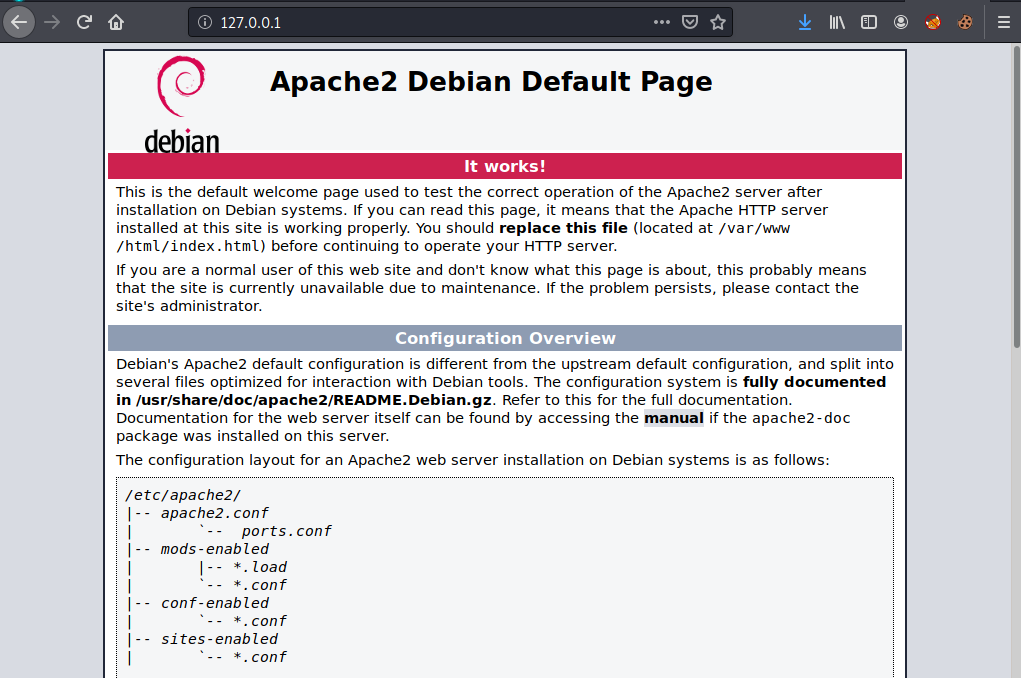 127.0.0.1
debian
Apache2 Debian Default Page
It works!
This is the default welcome page used to test the correct operation of the Apache2 server after
installation on Debian systems. If you can read this page, it means that the Apache HTTP server
installed at this site is working properly. You should replace this file (located at /var/www
/html/index.html) before continuing to operate your HTTP server.
If you are a normal user of this web site and don't know what this page is about, this probably means
that the site is currently unavailable due to maintenance. If the problem persists, please contact the
site's administrator.
Configuration Overview
Debian's Apache2 default configuration is different from the upstream default configuration, and split into
several files optimized for interaction with Debian tools. The configuration system is fully documented
in /usr/share/doc/apache2/README.Debian.gz. Refer to this for the full documentation.
Documentation for the web server itself can be found by accessing the manual if the apache2-doc
package was installed on this server.
The configuration layout for an Apache2 web server installation on Debian systems is as follows:
/etc/apache2/
|-- apache2.conf
|       `--  ports.conf
|-- mods-enabled
|       |-- *.load
|       `-- *.conf
|-- conf-enabled
|       `-- *.conf
|-- sites-enabled
|       `-- *.conf